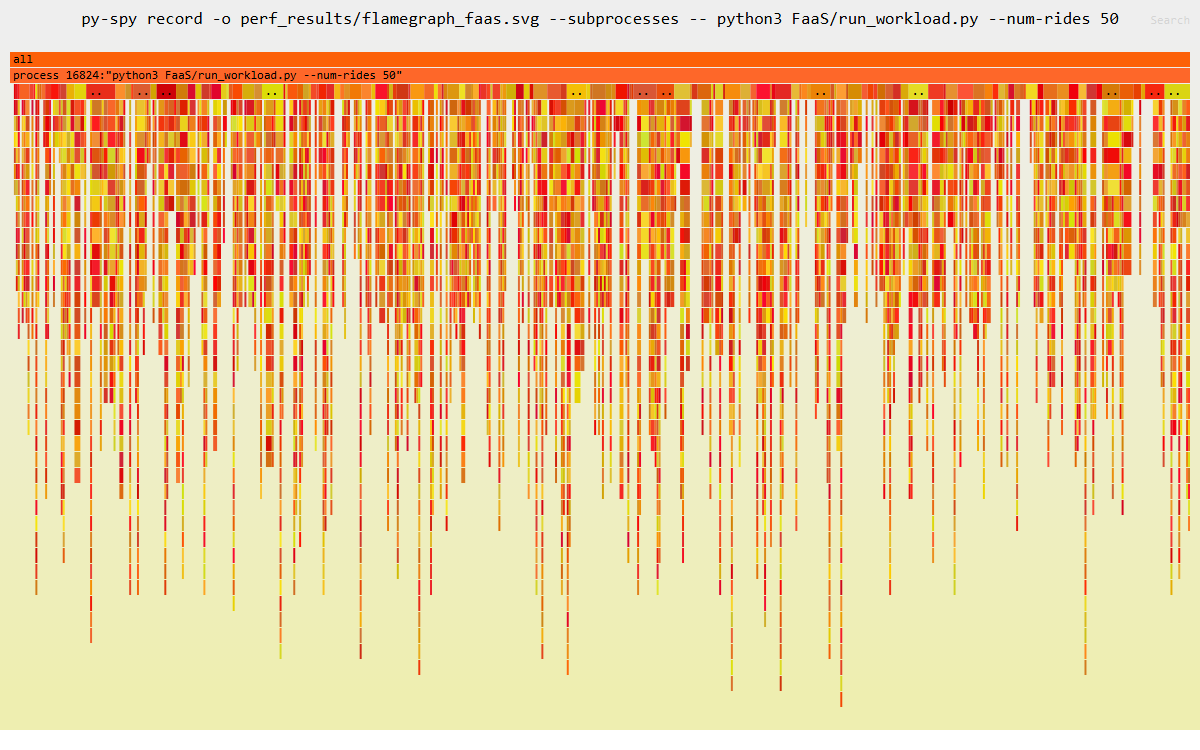 py-spy record -o perf_results/flamegraph_faas.svg --subprocesses -- python3 FaaS/run_workload.py --num-rides 50
Search
all
process 16824:"python3 FaaS/run_workload.py --num-rides 50"
.. .. .. .. .. .. .. .. .. .. .. ..